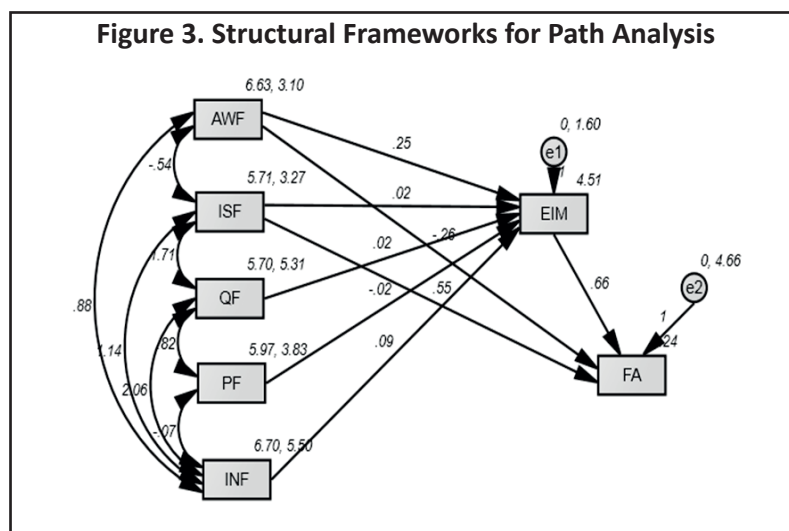 Figure 3. Structural Frameworks for Path Analysis
6.63, 3.10
AWF
0, 1.60
e1
.25
1
4.51
-.54
5.71, 3.27
ISF
.02
EIM
1.71
5.70, 5.31
.02
-.26
QF
0, 4.66
e2
.88
-.02
.55
.66
1
.82
5.97, 3.83
.09
1.14
PF
FA
2.06
-.07
6.70, 5.50
INF